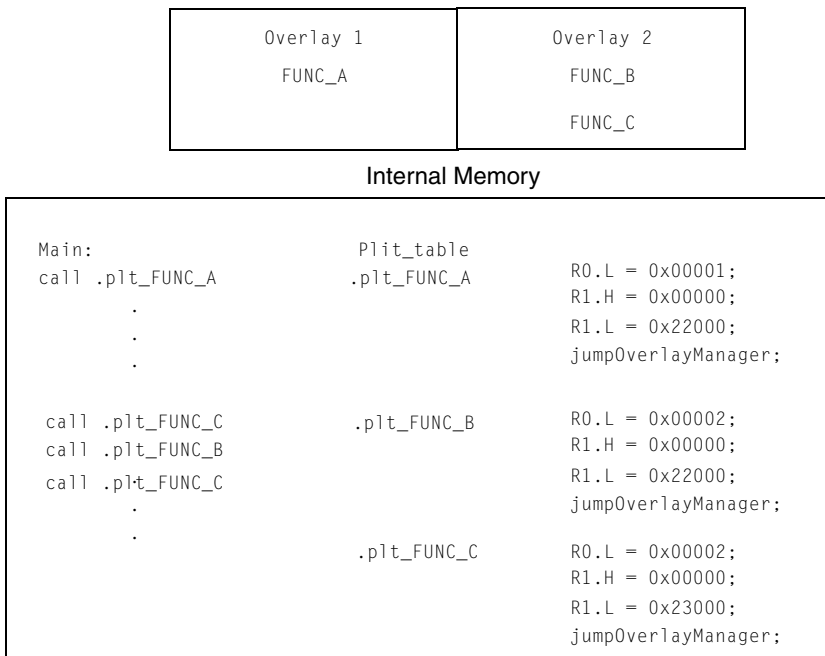 Overlay 1
FUNC_A
Overlay 2
FUNC_B
FUNC_C
Internal Memory
Main:
call .plt_FUNC_A
.
.
.
call .plt_FUNC_C
call .plt_FUNC_B
call .plt_FUNC_C
.
.
.
Plit_table
.plt_FUNC_A
R0.L = 0x00001;
R1.H = 0x00000;
R1.L = 0x22000;
jumpOverlayManager;
.plt_FUNC_B
R0.L = 0x00002;
R1.H = 0x00000;
R1.L = 0x22000;
jumpOverlayManager;
.plt_FUNC_C
R0.L = 0x00002;
R1.H = 0x00000;
R1.L = 0x23000;
jumpOverlayManager;